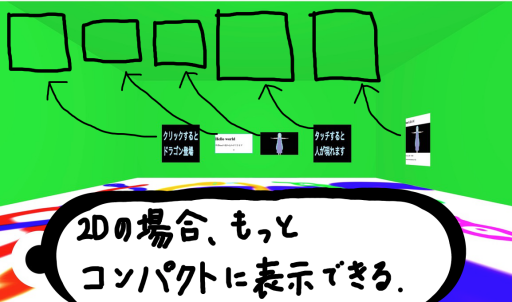 クリックすると
ドラゴン登場
Hello world
タッチすると
人が現れます
2Dの場合、もっと
コンパクトに表示できる.